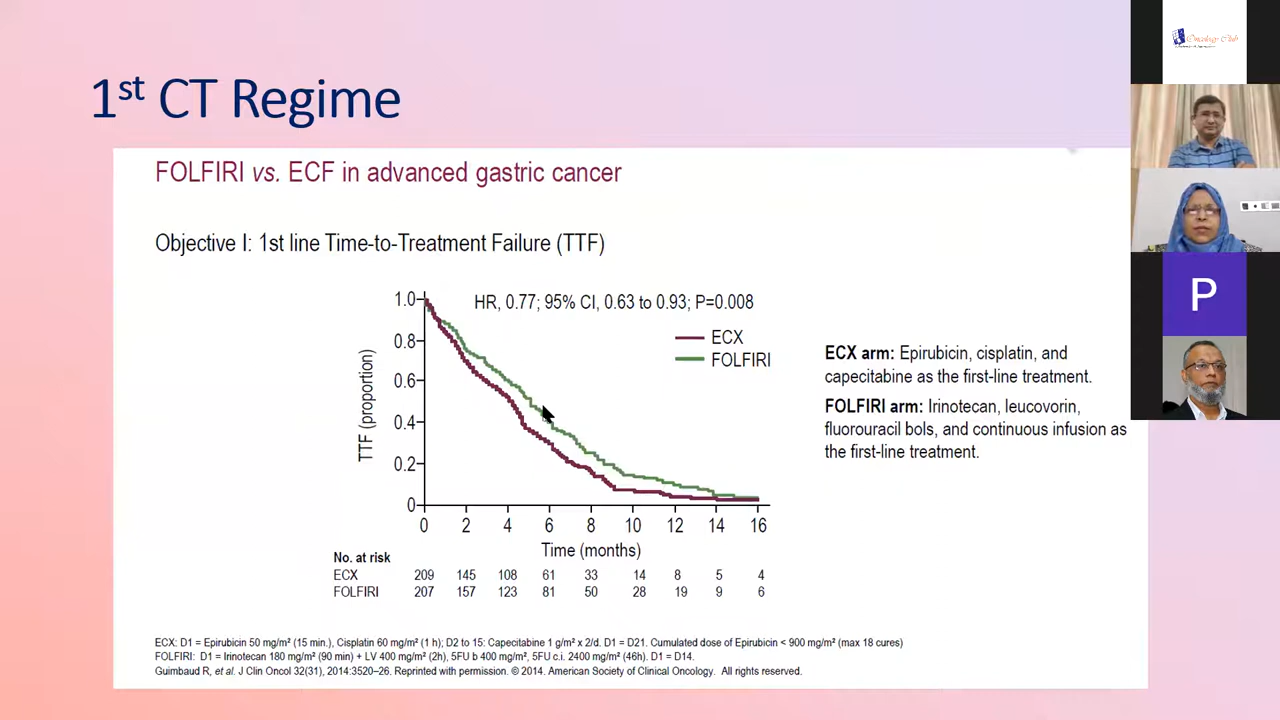 1st CT Regime
FOLFIRI vs. ECF in advanced gastric cancer
Objective I: 1st line Time-to-Treatment Failure (TTF)
HR, 0.77; 95% CI, 0.63 to 0.93; P=0.008
ECX
FOLFIRI
TTF (proportion)
1.0
0.8
0.6
0.4
0.2
0
0 2 4 6 8 10 12 14 16
Time (months)
No. at risk
ECX 209 145 108 61 33 14 8 5 4
FOLFIRI 207 157 123 81 50 28 19 9 6
ECX arm: Epirubicin, cisplatin, and
capecitabine as the first-line treatment.
FOLFIRI arm: Irinotecan, leucovorin,
fluorouracil bols, and continuous infusion as
the first-line treatment.
ECX: D1 = Epirubicin 50 mg/m² (15 min.), Cisplatin 60 mg/m² (1 h); D2 to 15: Capecitabine 1 g/m² x 2/d. D1 = D21. Cumulated dose of Epirubicin < 900 mg/m² (max 18 cures)
FOLFIRI: D1 = Irinotecan 180 mg/m² (90 min) + LV 400 mg/m² (2h), 5FU b 400 mg/m², 5FU c.i. 2400 mg/m² (46h). D1 = D14.
Guimbaud R, et al. J Clin Oncol 32(31), 2014:3520–26. Reprinted with permission. © 2014. American Society of Clinical Oncology. All rights reserved.
Oncology Club
P